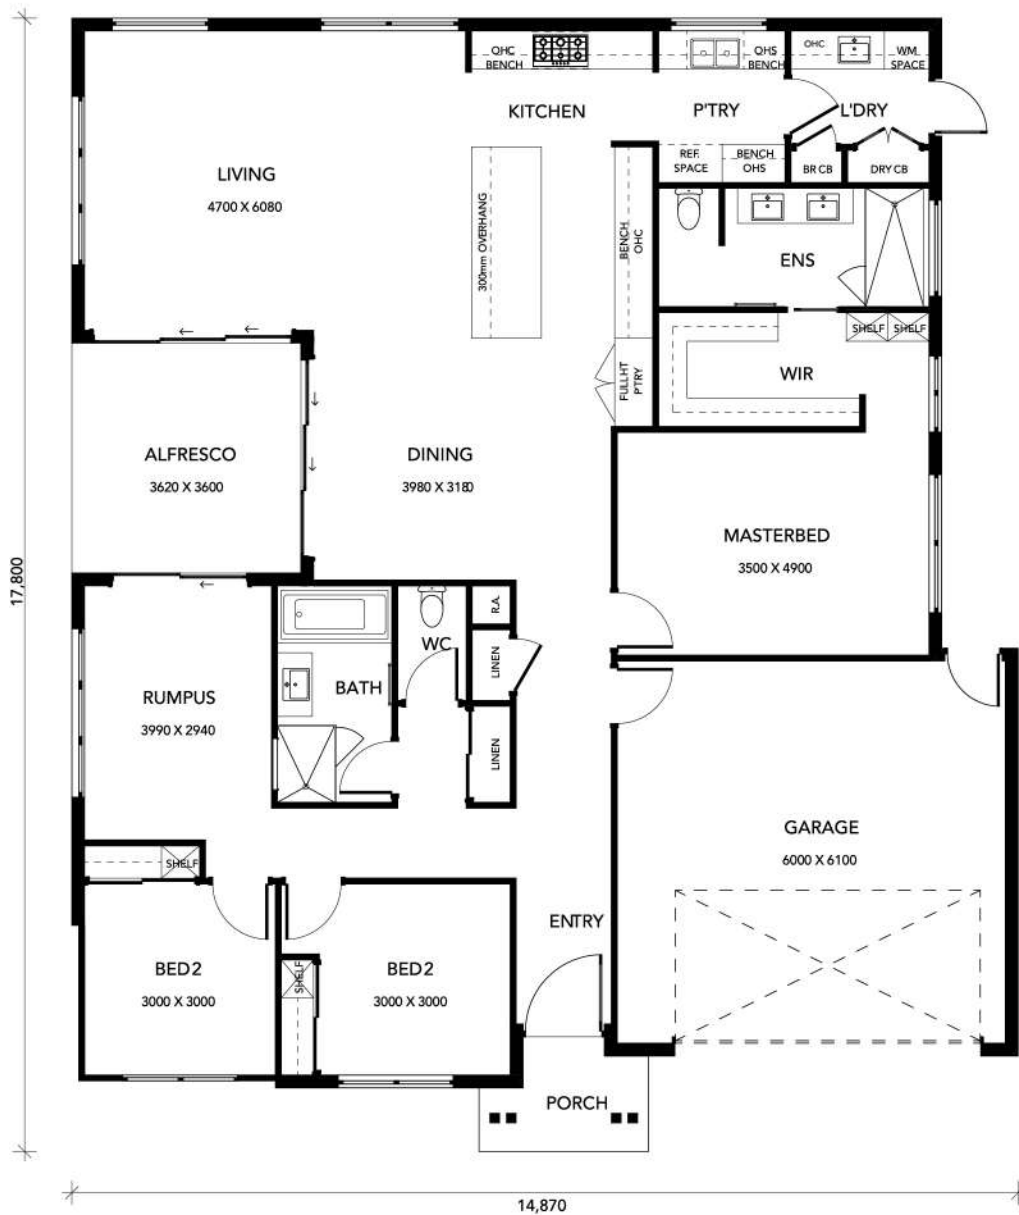 OHC
BENCH
OHS
BENCH
OHC
WM
SPACE
KITCHEN
P'TRY
L'DRY
REF.
SPACE
BENCH
OHS
BR CB
DRY CB
LIVING
4700 X 6080
300mm OVERHANG
BENCH
OHC
ENS
SHELF
SHELF
WIR
FULLHT
PTRY
ALFRESCO
3620 X 3600
DINING
3980 X 3180
MASTERBED
3500 X 4900
17,800
R.A.
WC
LINEN
BATH
RUMPUS
3990 X 2940
LINEN
GARAGE
6000 X 6100
SHELF
ENTRY
BED2
3000 X 3000
SHELF
BED2
3000 X 3000
PORCH
14,870